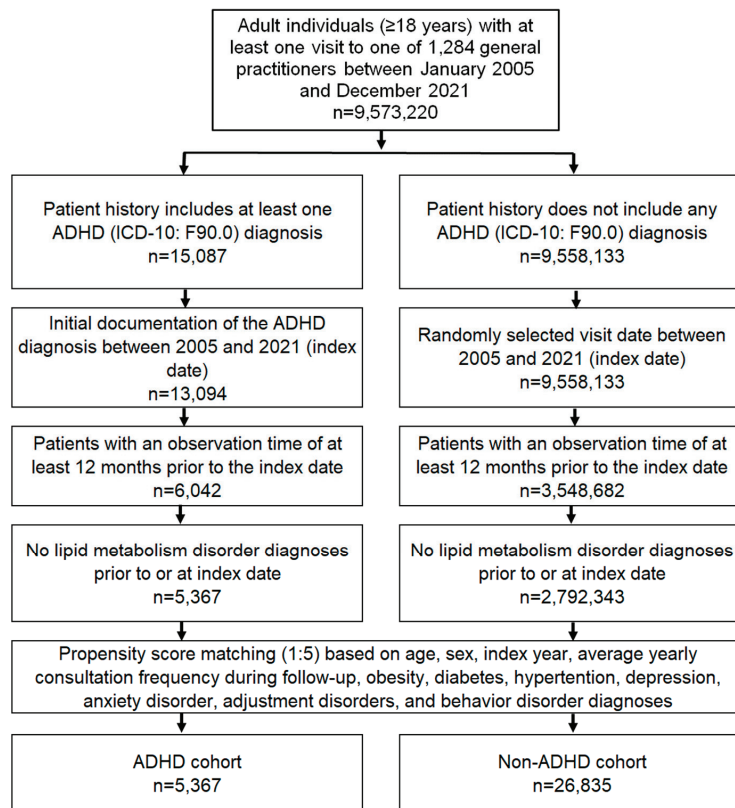 Adult individuals (≥18 years) with at
least one visit to one of 1,284 general
practitioners between January 2005
and December 2021
n=9,573,220
Patient history includes at least one
ADHD (ICD-10: F90.0) diagnosis
n=15,087
Patient history does not include any
ADHD (ICD-10: F90.0) diagnosis
n=9,558,133
Initial documentation of the ADHD
diagnosis between 2005 and 2021 (index
date)
n=13,094
Randomly selected visit date between
2005 and 2021 (index date)
n=9,558,133
Patients with an observation time of at
least 12 months prior to the index date
n=6,042
Patients with an observation time of at
least 12 months prior to the index date
n=3,548,682
No lipid metabolism disorder diagnoses
prior to or at index date
n=5,367
No lipid metabolism disorder diagnoses
prior to or at index date
n=2,792,343
Propensity score matching (1:5) based on age, sex, index year, average yearly
consultation frequency during follow-up, obesity, diabetes, hypertention, depression,
anxiety disorder, adjustment disorders, and behavior disorder diagnoses
ADHD cohort
n=5,367
Non-ADHD cohort
n=26,835